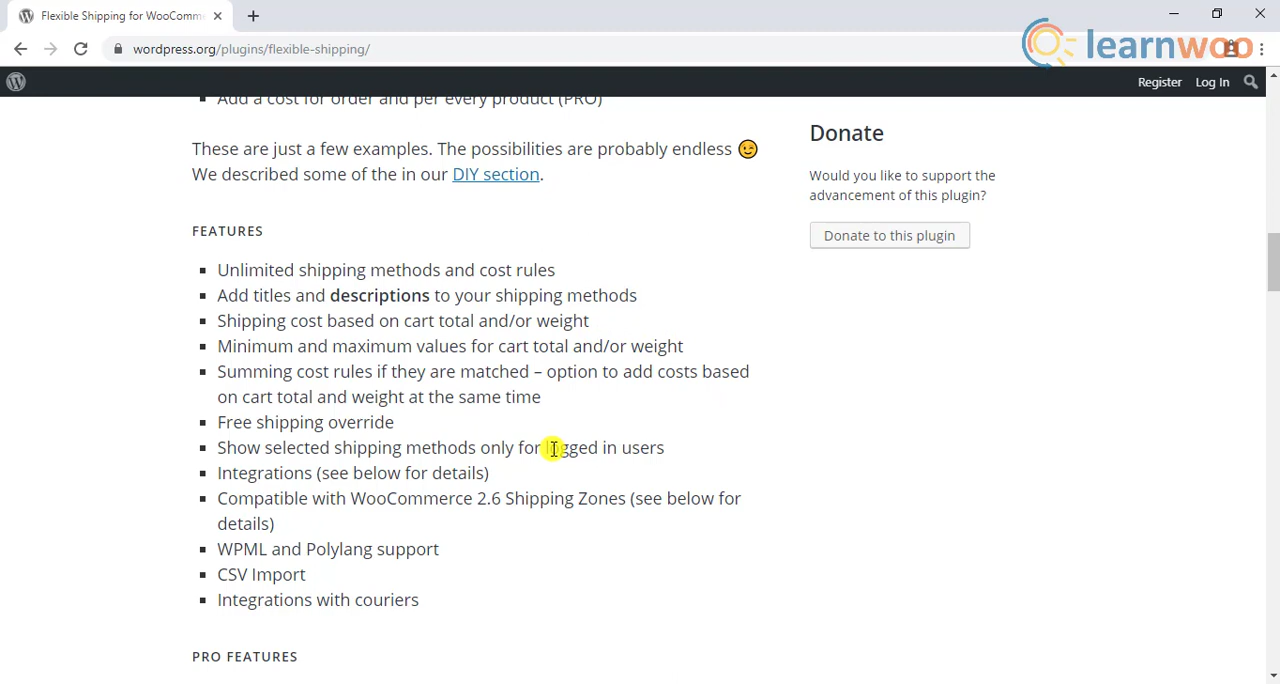 Flexible Shipping for WooComm
wordpress.org/plugins/flexible-shipping/
learnwoo
Register Log In
Add a cost for order and per every product (PRO)
These are just a few examples. The possibilities are probably endless 😉
We described some of the in our DIY section.
FEATURES
Unlimited shipping methods and cost rules
Add titles and descriptions to your shipping methods
Shipping cost based on cart total and/or weight
Minimum and maximum values for cart total and/or weight
Summing cost rules if they are matched – option to add costs based
on cart total and weight at the same time
Free shipping override
Show selected shipping methods only for logged in users
Integrations (see below for details)
Compatible with WooCommerce 2.6 Shipping Zones (see below for
details)
WPML and Polylang support
CSV Import
Integrations with couriers
PRO FEATURES
Donate
Would you like to support the
advancement of this plugin?
Donate to this plugin